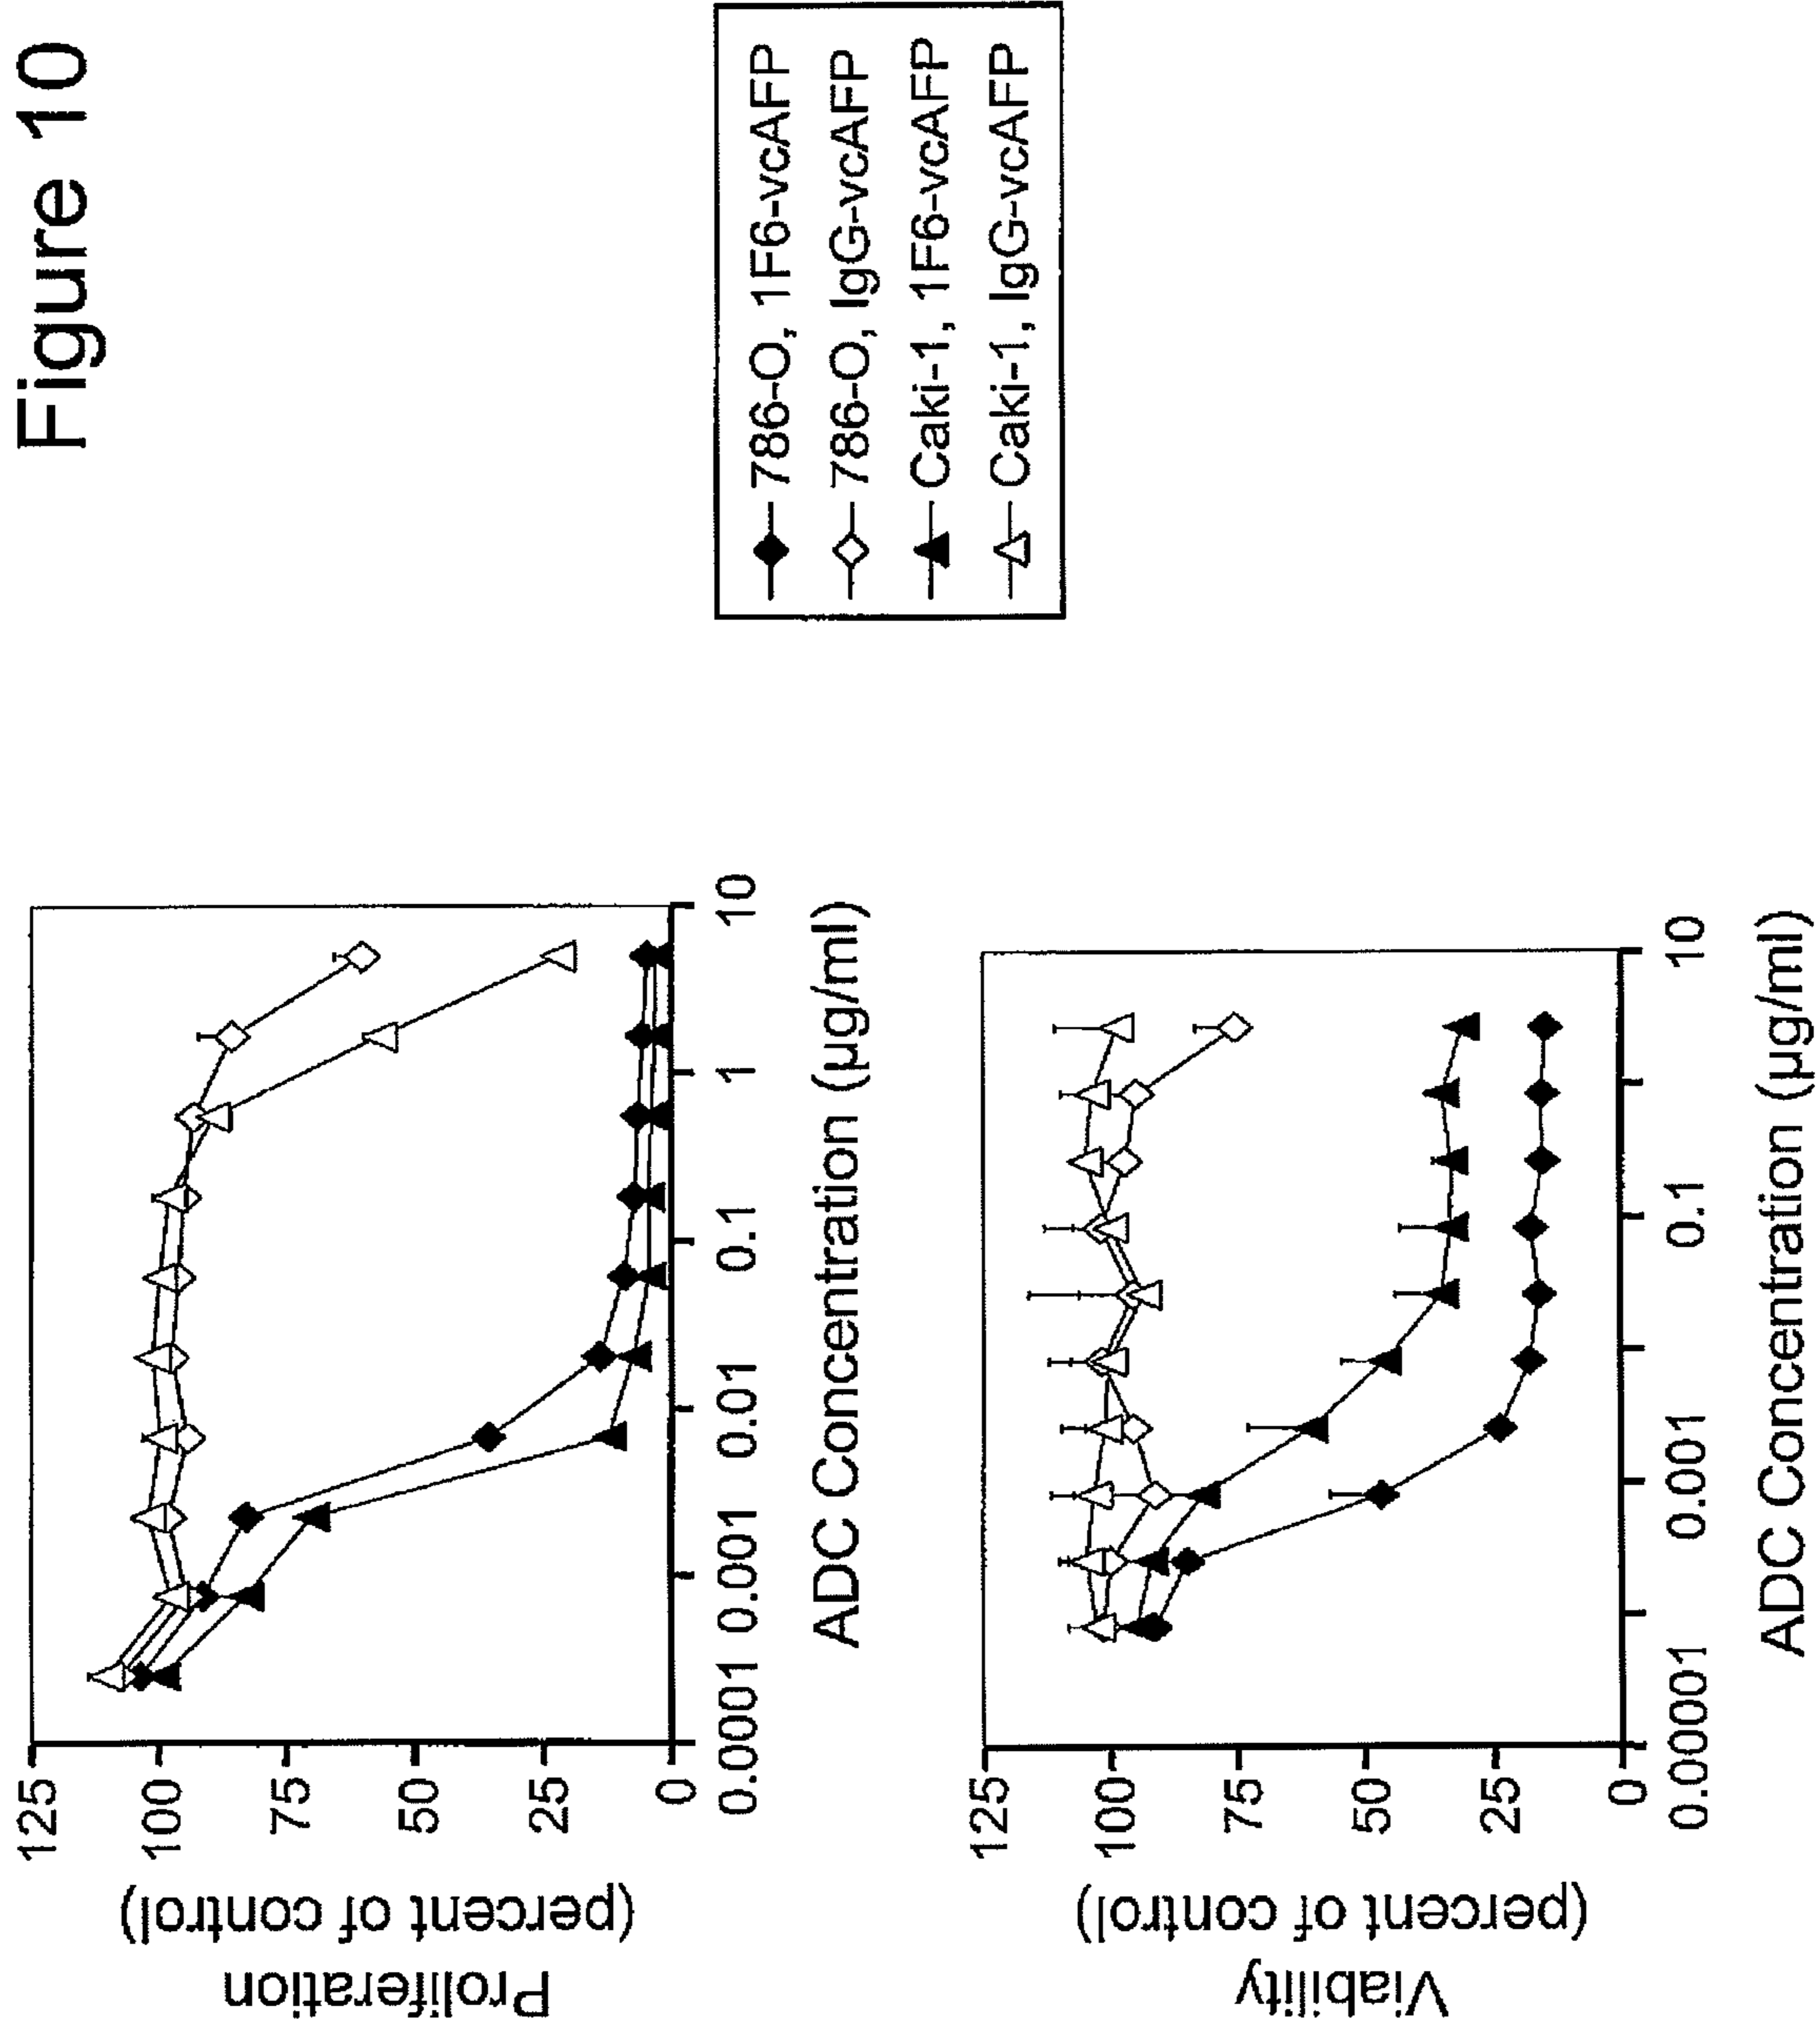 Figure 10
Proliferation
(percent of control)
125
100
75
50
25
0
0.0001 0.001 0.01 0.1 1 10
ADC Concentration (µg/ml)
786-O, 1F6-vcAFP
786-O, IgG-vcAFP
Caki-1, 1F6-vcAFP
Caki-1, IgG-vcAFP
Viability
(percent of control)
125
100
75
50
25
0
0.00001 0.001 0.1 10
ADC Concentration (µg/ml)